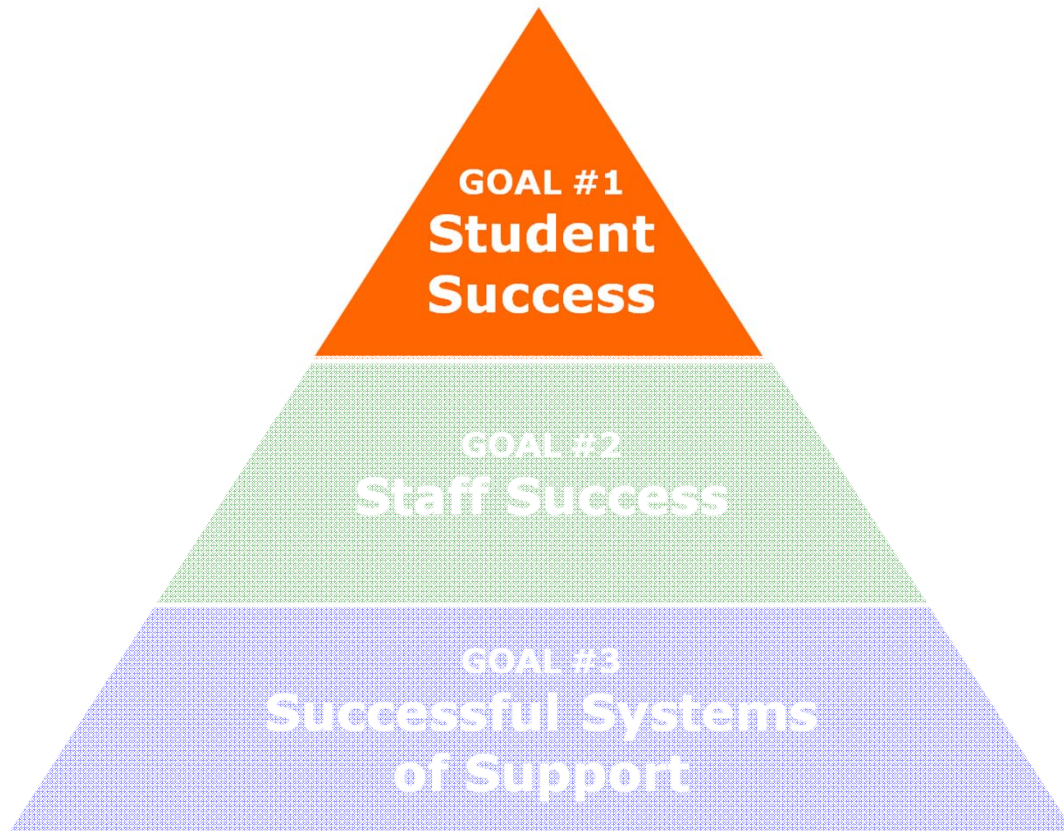 GOAL #1
Student
Success
GOAL #2
Staff Success
GOAL #3
Successful Systems
of Support